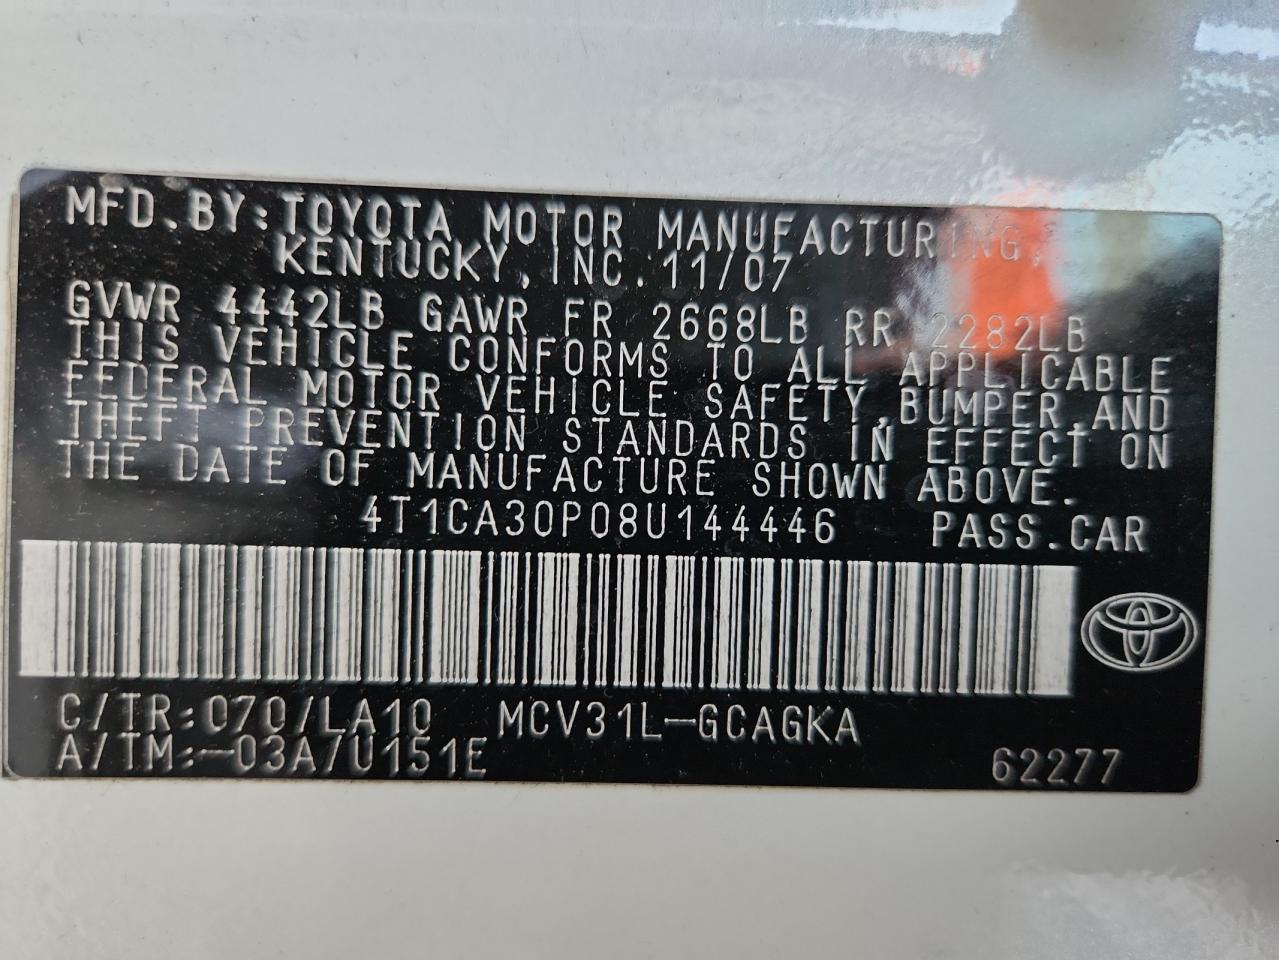 MFD.BY:TOYOTA MOTOR MANUFACTURING,
KENTUCKY, INC. 11/07
GVWR 4442LB GAWR FR 2668LB RR 2282LB
THIS VEHICLE CONFORMS TO ALL APPLICABLE
FEDERAL MOTOR VEHICLE SAFETY,BUMPER,AND
THEFT PREVENTION STANDARDS IN EFFECT ON
THE DATE OF MANUFACTURE SHOWN ABOVE.
4T1CA30P08U144446 PASS.CAR
C/TR:070/LA10 MCV31L-GCAGKA
A/TM:-03A/U151E 62277